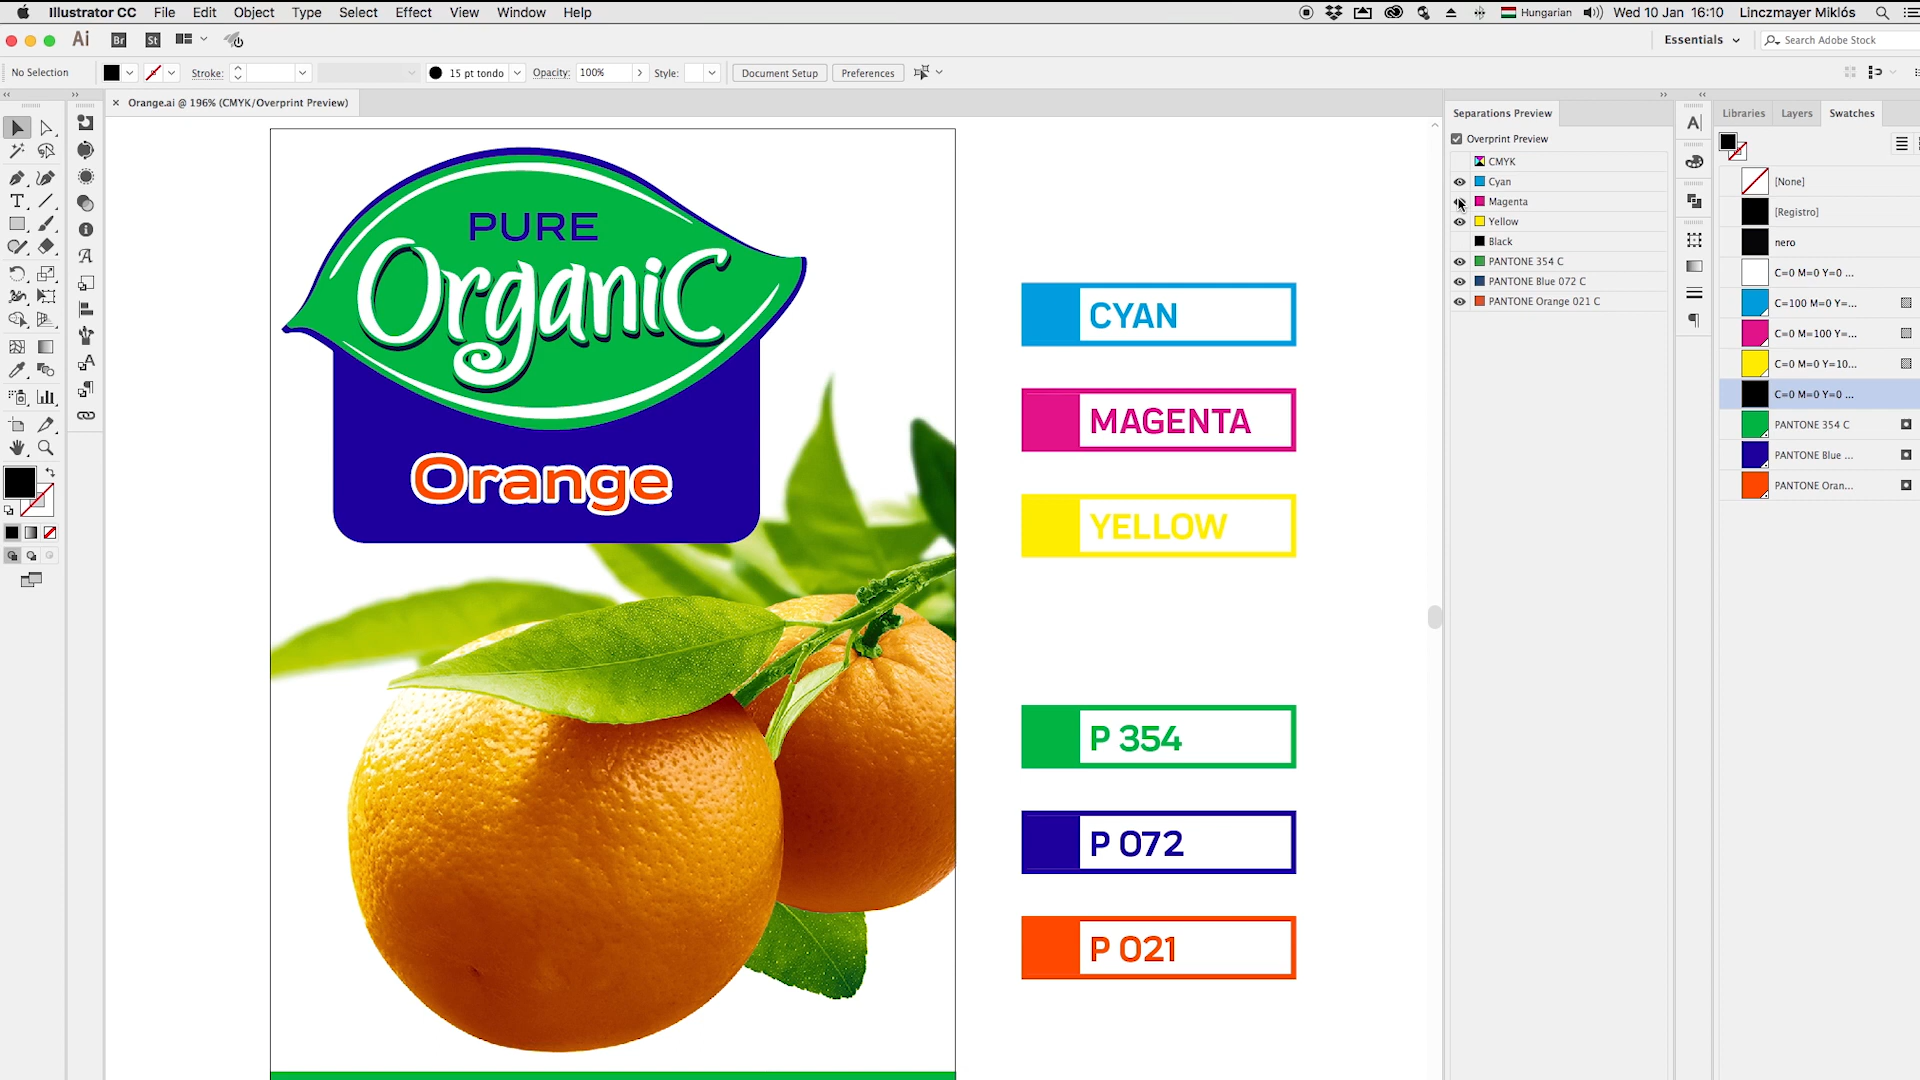 Illustrator CC File Edit Object Type Select Effect View Window Help
Hungarian Wed 10 Jan 16:10 Linczmayer Miklós
Ai Br St Essentials Search Adobe Stock
No Selection Stroke: 15 pt tondo Opacity: 100% Style: Document Setup Preferences
Orange.ai @ 196% (CMYK/Overprint Preview)
PURE
Organic
Orange
CYAN
MAGENTA
YELLOW
P 354
P 072
P 021
Separations Preview
Overprint Preview
CMYK
Cyan
Magenta
Yellow
Black
PANTONE 354 C
PANTONE Blue 072 C
PANTONE Orange 021 C
Libraries Layers Swatches
[None]
[Registro]
nero
C=0 M=0 Y=0 ...
C=100 M=0 Y=...
C=0 M=100 Y=...
C=0 M=0 Y=10...
C=0 M=0 Y=0 ...
PANTONE 354 C
PANTONE Blue ...
PANTONE Oran...